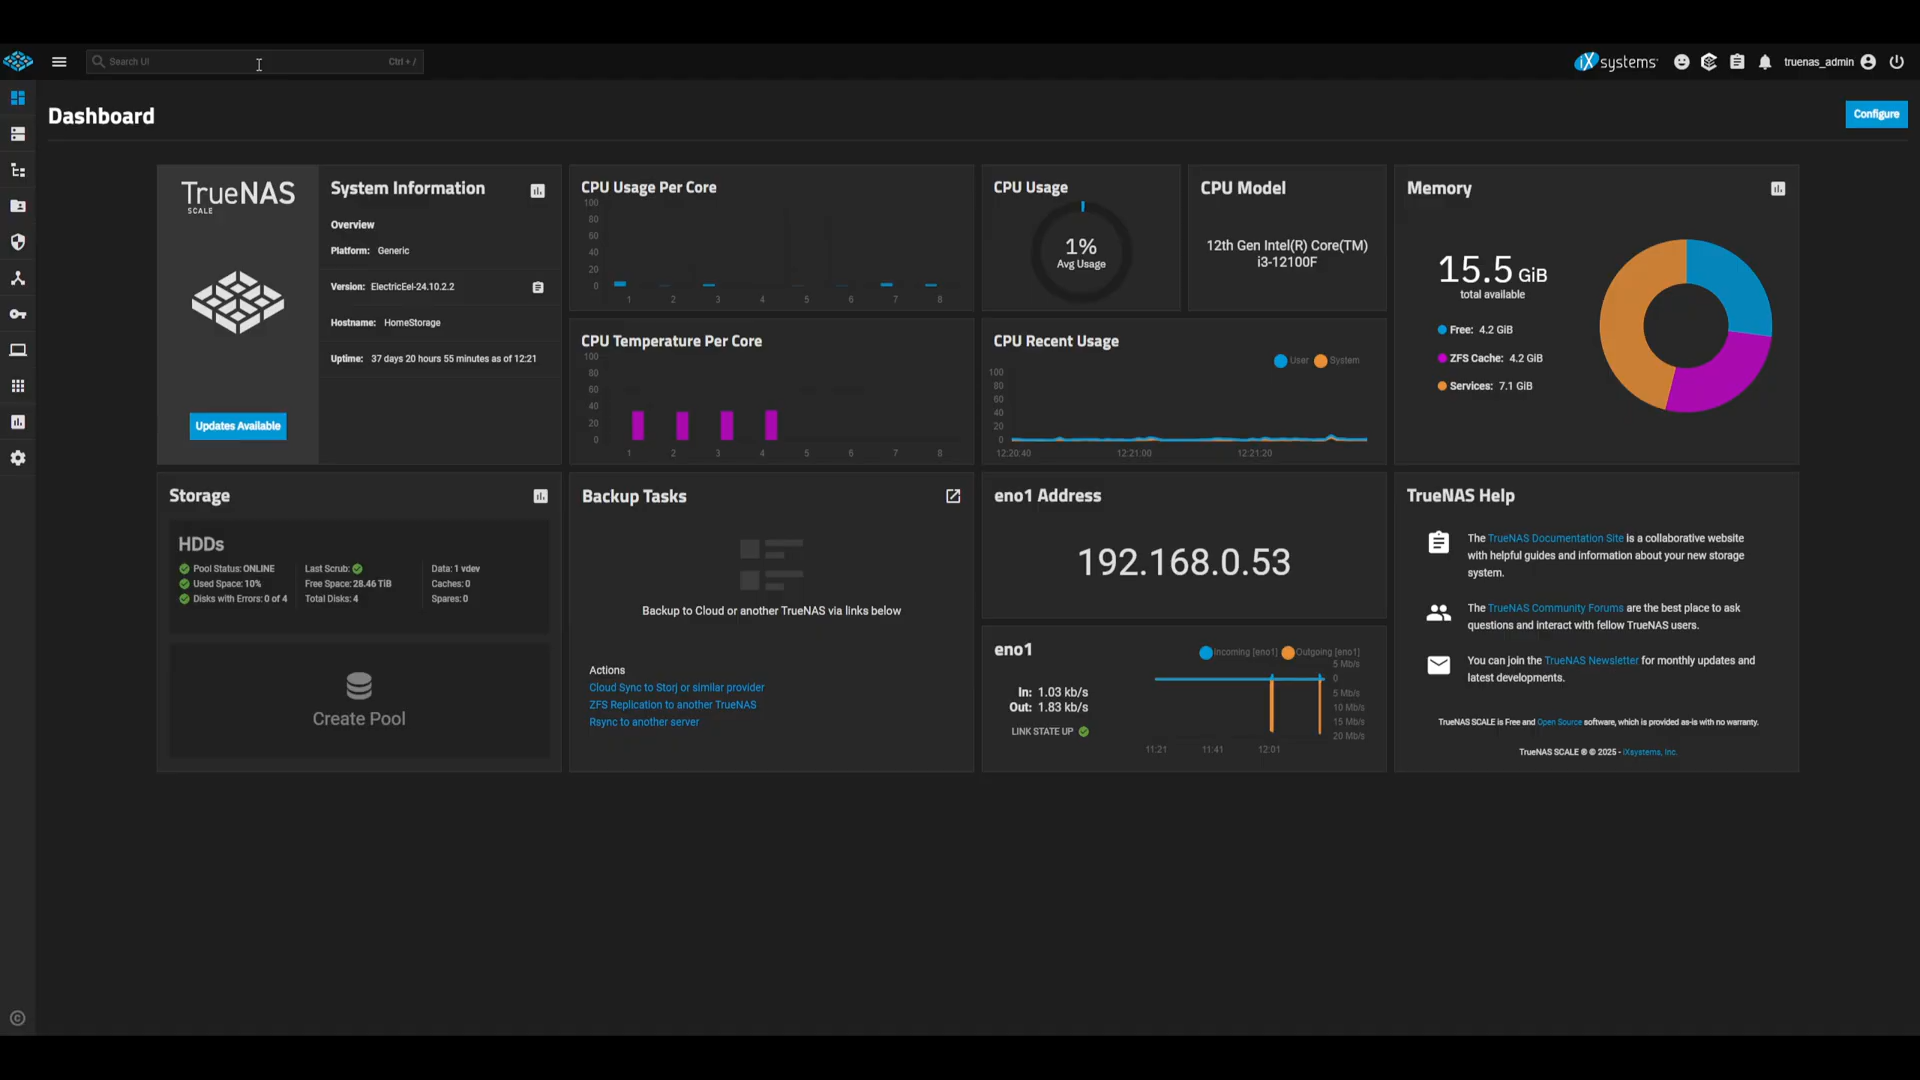 Search UI
Ctrl + /
iXsystems
truenas_admin
Dashboard
Configure
TrueNAS
SCALE
Updates Available
System Information
Overview
Platform: Generic
Version: ElectricEel-24.10.2.2
Hostname: HomeStorage
Uptime: 37 days 20 hours 55 minutes as of 12:21
CPU Usage Per Core
100
80
60
40
20
0
1 2 3 4 5 6 7 8
CPU Temperature Per Core
100
80
60
40
20
0
1 2 3 4 5 6 7 8
CPU Usage
1%
Avg Usage
CPU Model
12th Gen Intel(R) Core(TM)
i3-12100F
CPU Recent Usage
User System
100
80
60
40
20
0
12:20:40 12:21:00 12:21:20
Memory
15.5 GiB
total available
Free: 4.2 GiB
ZFS Cache: 4.2 GiB
Services: 7.1 GiB
Storage
HDDs
Pool Status: ONLINE
Used Space: 10%
Disks with Errors: 0 of 4
Last Scrub:
Free Space: 28.46 TiB
Total Disks: 4
Data: 1 vdev
Caches: 0
Spares: 0
Create Pool
Backup Tasks
Backup to Cloud or another TrueNAS via links below
Actions
Cloud Sync to Storj or similar provider
ZFS Replication to another TrueNAS
Rsync to another server
eno1 Address
192.168.0.53
eno1
Incoming [eno1] Outgoing [eno1]
In: 1.03 kb/s
Out: 1.83 kb/s
LINK STATE UP
5 Mb/s
0
5 Mb/s
10 Mb/s
15 Mb/s
20 Mb/s
11:21 11:41 12:01
TrueNAS Help
The TrueNAS Documentation Site is a collaborative website
with helpful guides and information about your new storage
system.
The TrueNAS Community Forums are the best place to ask
questions and interact with fellow TrueNAS users.
You can join the TrueNAS Newsletter for monthly updates and
latest developments.
TrueNAS SCALE is Free and Open Source software, which is provided as-is with no warranty.
TrueNAS SCALE ® © 2025 - iXsystems, Inc.